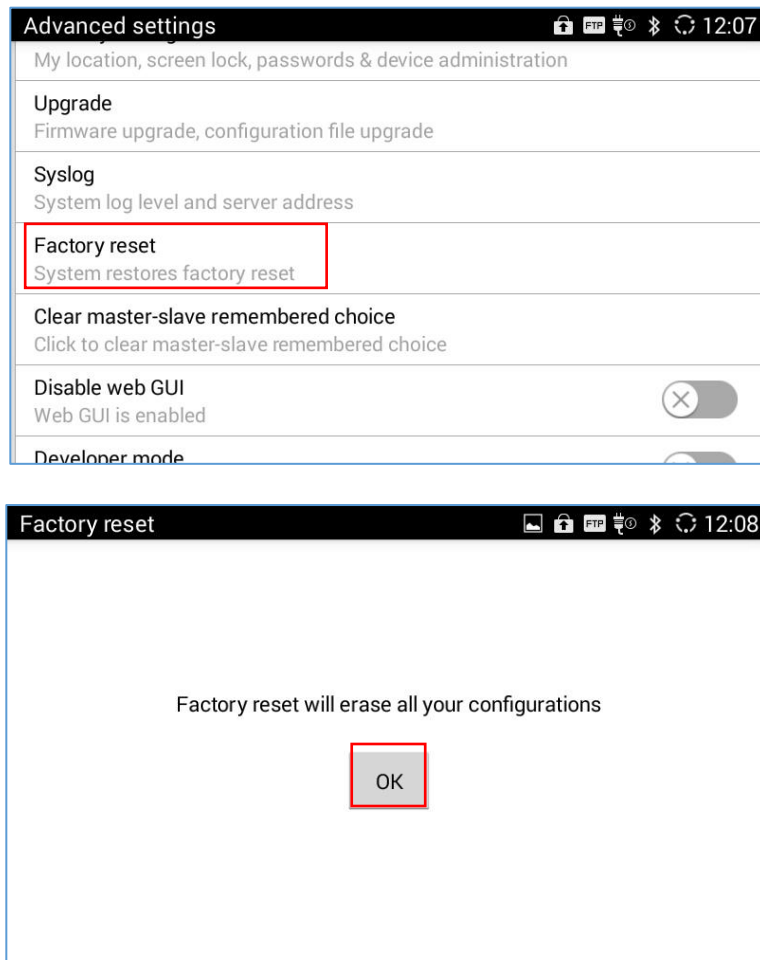 Advanced settings FTP 12:07
My location, screen lock, passwords & device administration
Upgrade
Firmware upgrade, configuration file upgrade
Syslog
System log level and server address
Factory reset
System restores factory reset
Clear master-slave remembered choice
Click to clear master-slave remembered choice
Disable web GUI
Web GUI is enabled
Developer mode
Factory reset FTP 12:08
Factory reset will erase all your configurations
OK